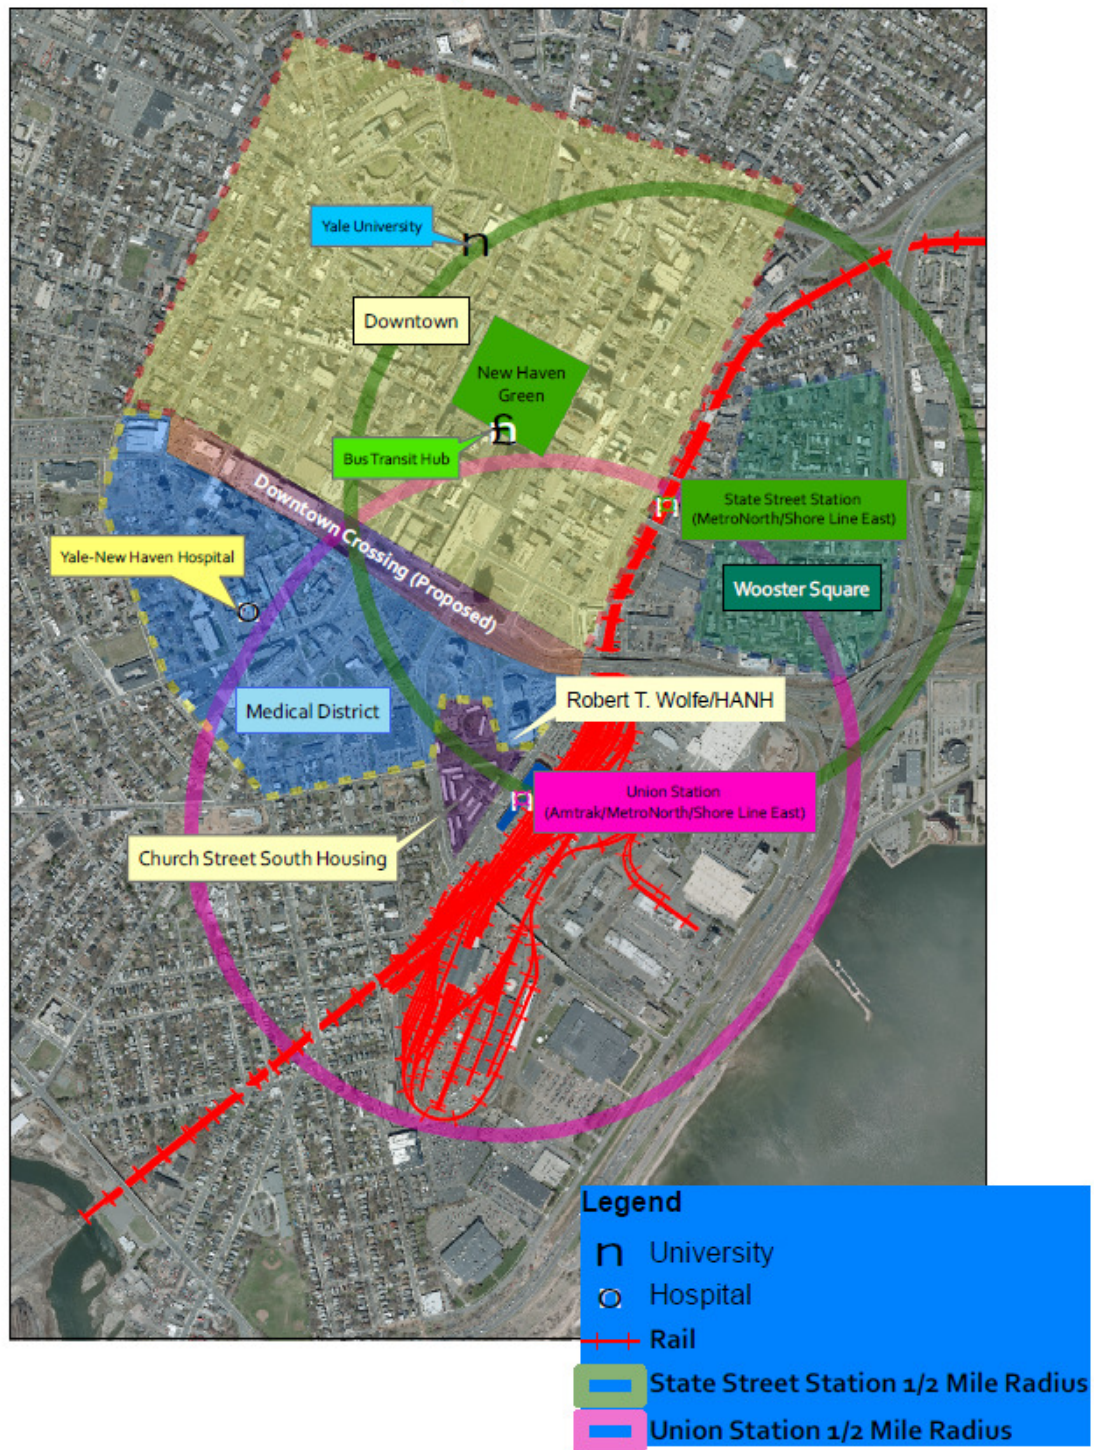 Yale University
Downtown
New Haven
Green
Bus Transit Hub
State Street Station
(MetroNorth/Shore Line East)
Downtown Crossing (Proposed)
Yale-New Haven Hospital
Wooster Square
Robert T. Wolfe/HANH
Medical District
Union Station
(Amtrak/MetroNorth/Shore Line East)
Church Street South Housing
Legend
n University
Hospital
Rail
State Street Station 1/2 Mile Radius
Union Station 1/2 Mile Radius